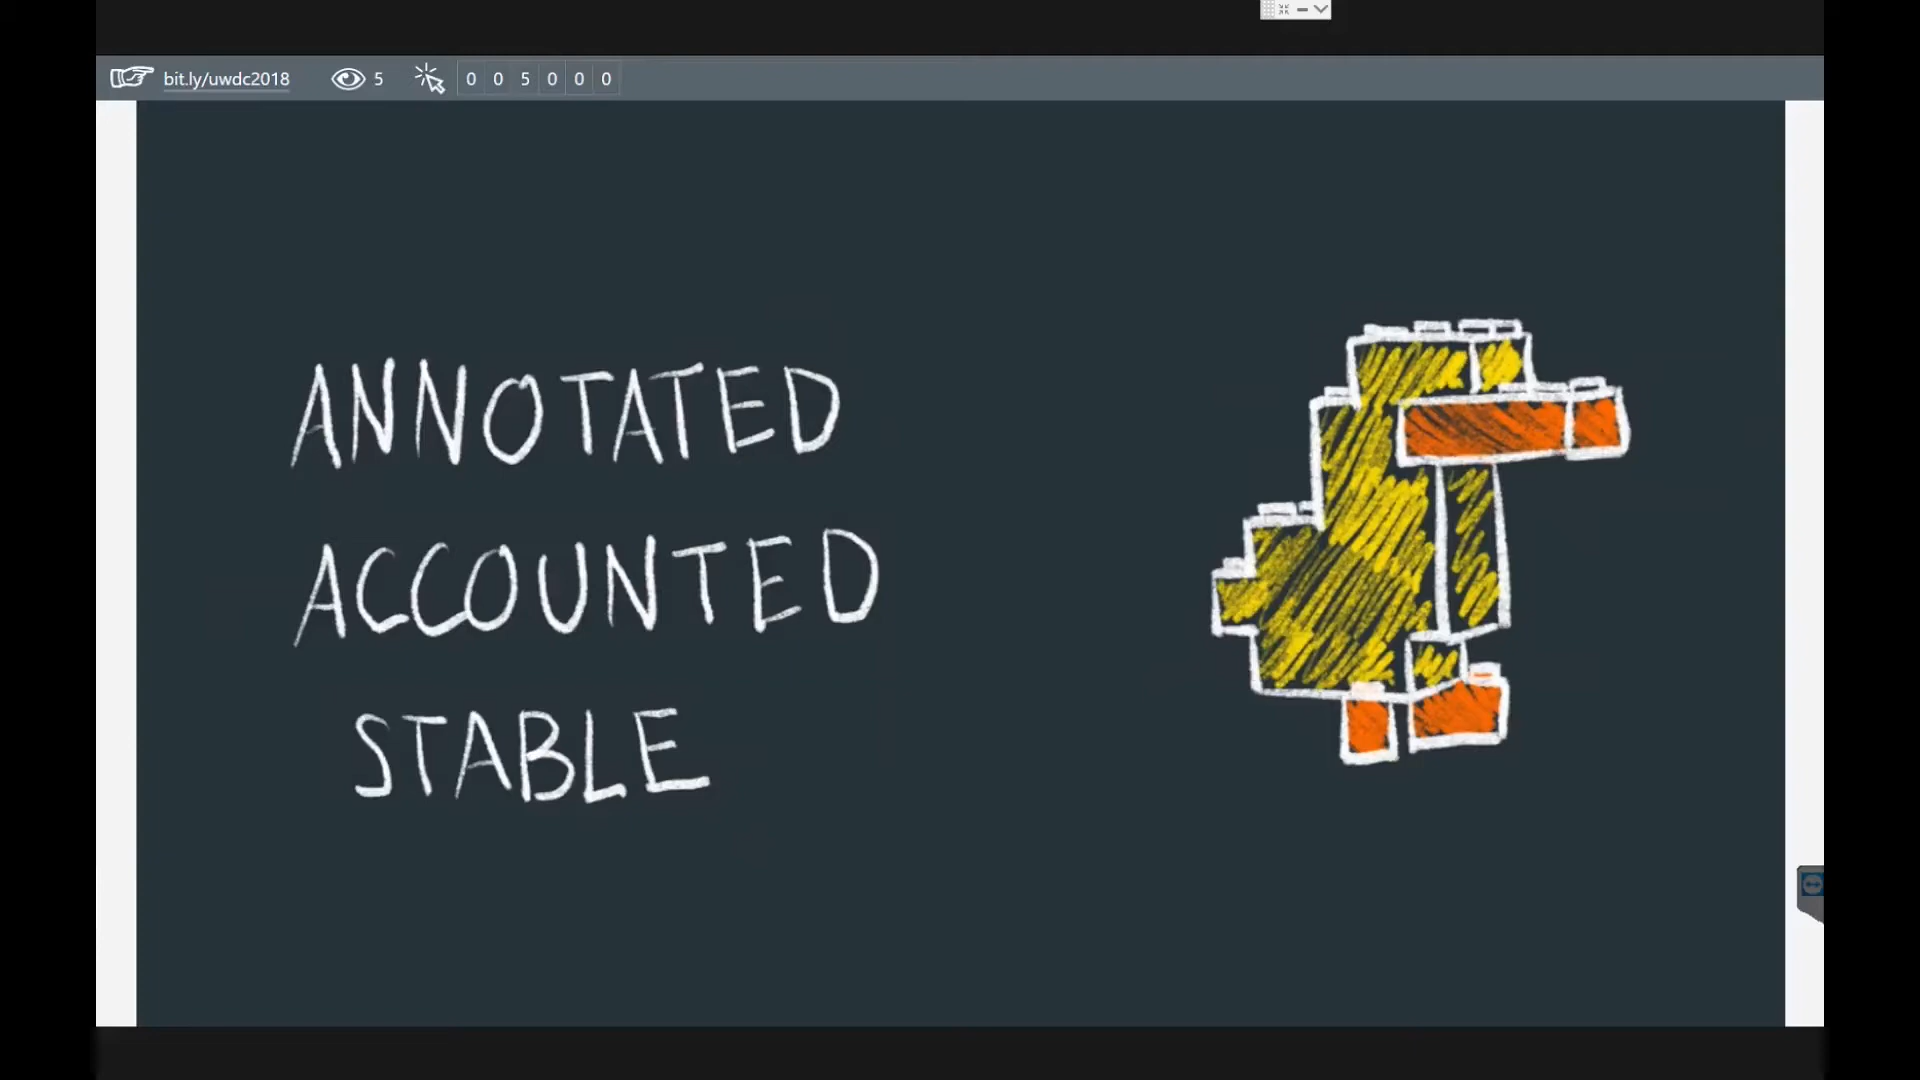 bit.ly/uwdc2018 5 0 0 5 0 0 0
ANNOTATED
ACCOUNTED
STABLE